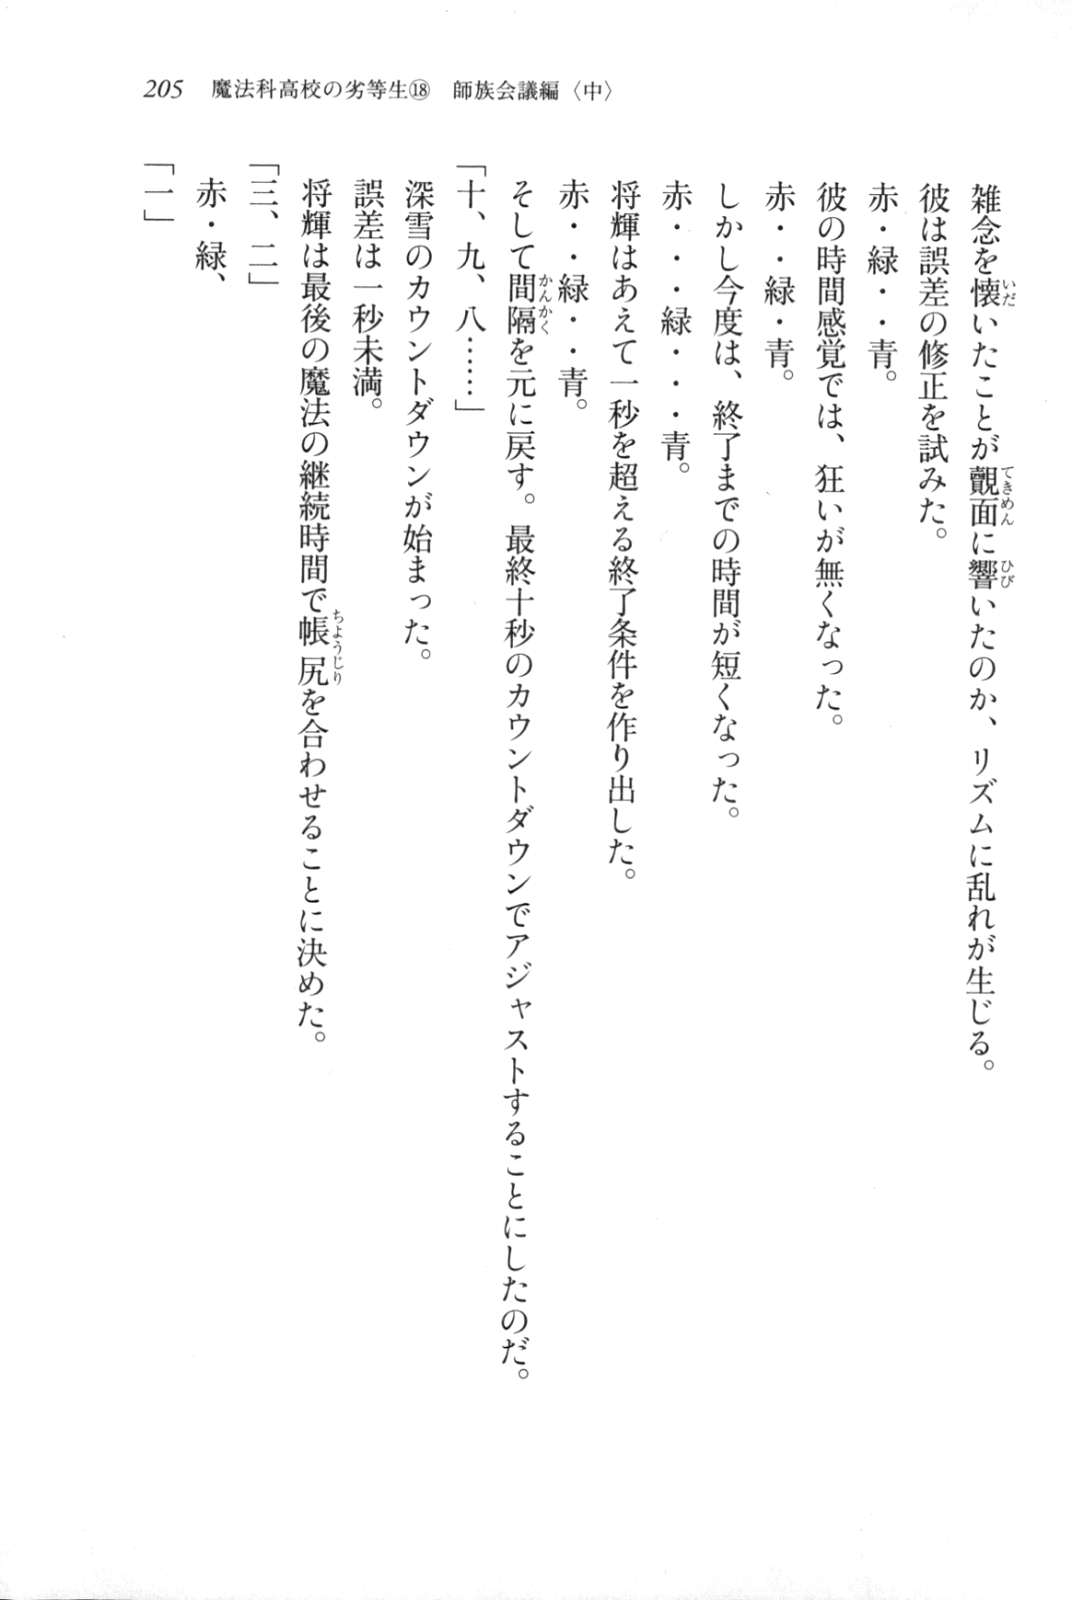 205　魔法科高校の劣等生⑱　師族会議編〈中〉
雑念を懐いたことが覿面に響いたのか、リズムに乱れが生じる。
彼は誤差の修正を試みた。
赤・緑・・青。
彼の時間感覚では、狂いが無くなった。
赤・・緑・青。
しかし今度は、終了までの時間が短くなった。
赤・・・緑・・・青。
将輝はあえて一秒を超える終了条件を作り出した。
赤・・緑・・青。
そして間隔を元に戻す。最終十秒のカウントダウンでアジャストすることにしたのだ。
「十、九、八……」
深雪のカウントダウンが始まった。
誤差は一秒未満。
将輝は最後の魔法の継続時間で帳尻を合わせることに決めた。
「三、二」
赤・緑、
「一」